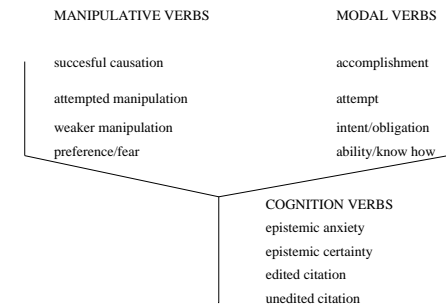 MANIPULATIVE VERBS
MODAL VERBS
succesful causation
accomplishment
attempted manipulation
attempt
weaker manipulation
intent/obligation
preference/fear
ability/know how
COGNITION VERBS
epistemic anxiety
epistemic certainty
edited citation
unedited citation